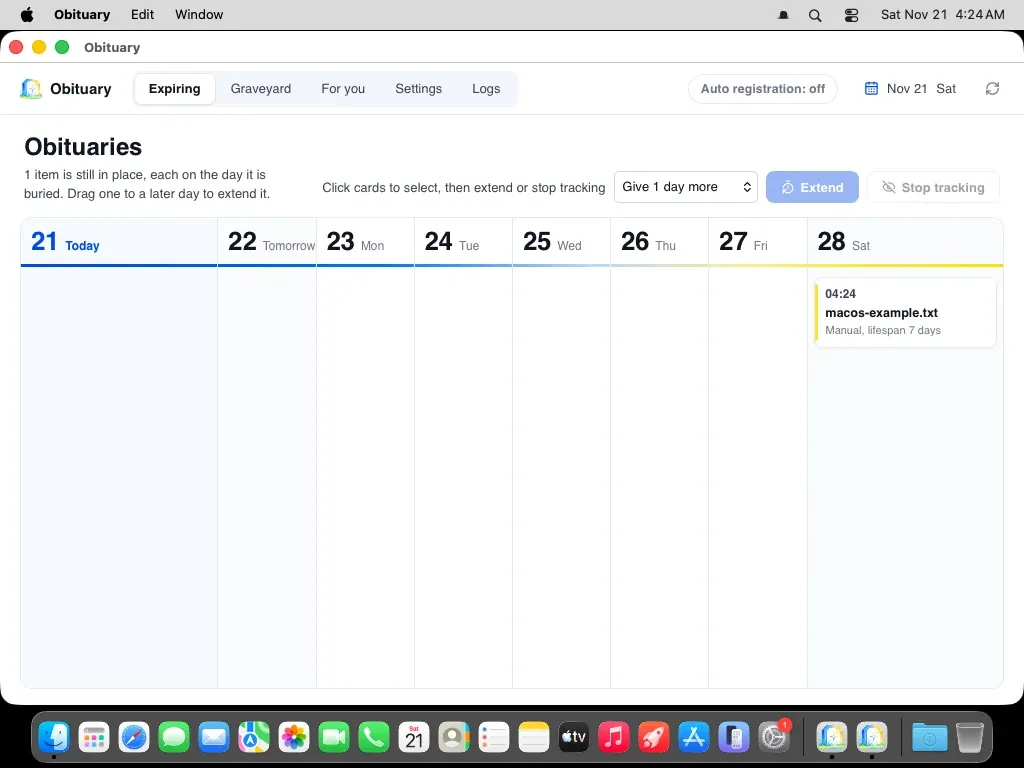 Obituary Edit Window Sat Nov 21 4:24 AM
Obituary
Obituary Expiring Graveyard For you Settings Logs Auto registration: off Nov 21 Sat
Obituaries
1 item is still in place, each on the day it is
buried. Drag one to a later day to extend it.
Click cards to select, then extend or stop tracking Give 1 day more Extend Stop tracking
21 Today 22 Tomorrow 23 Mon 24 Tue 25 Wed 26 Thu 27 Fri 28 Sat
04:24
macos-example.txt
Manual, lifespan 7 days
Sat
21
tv
1